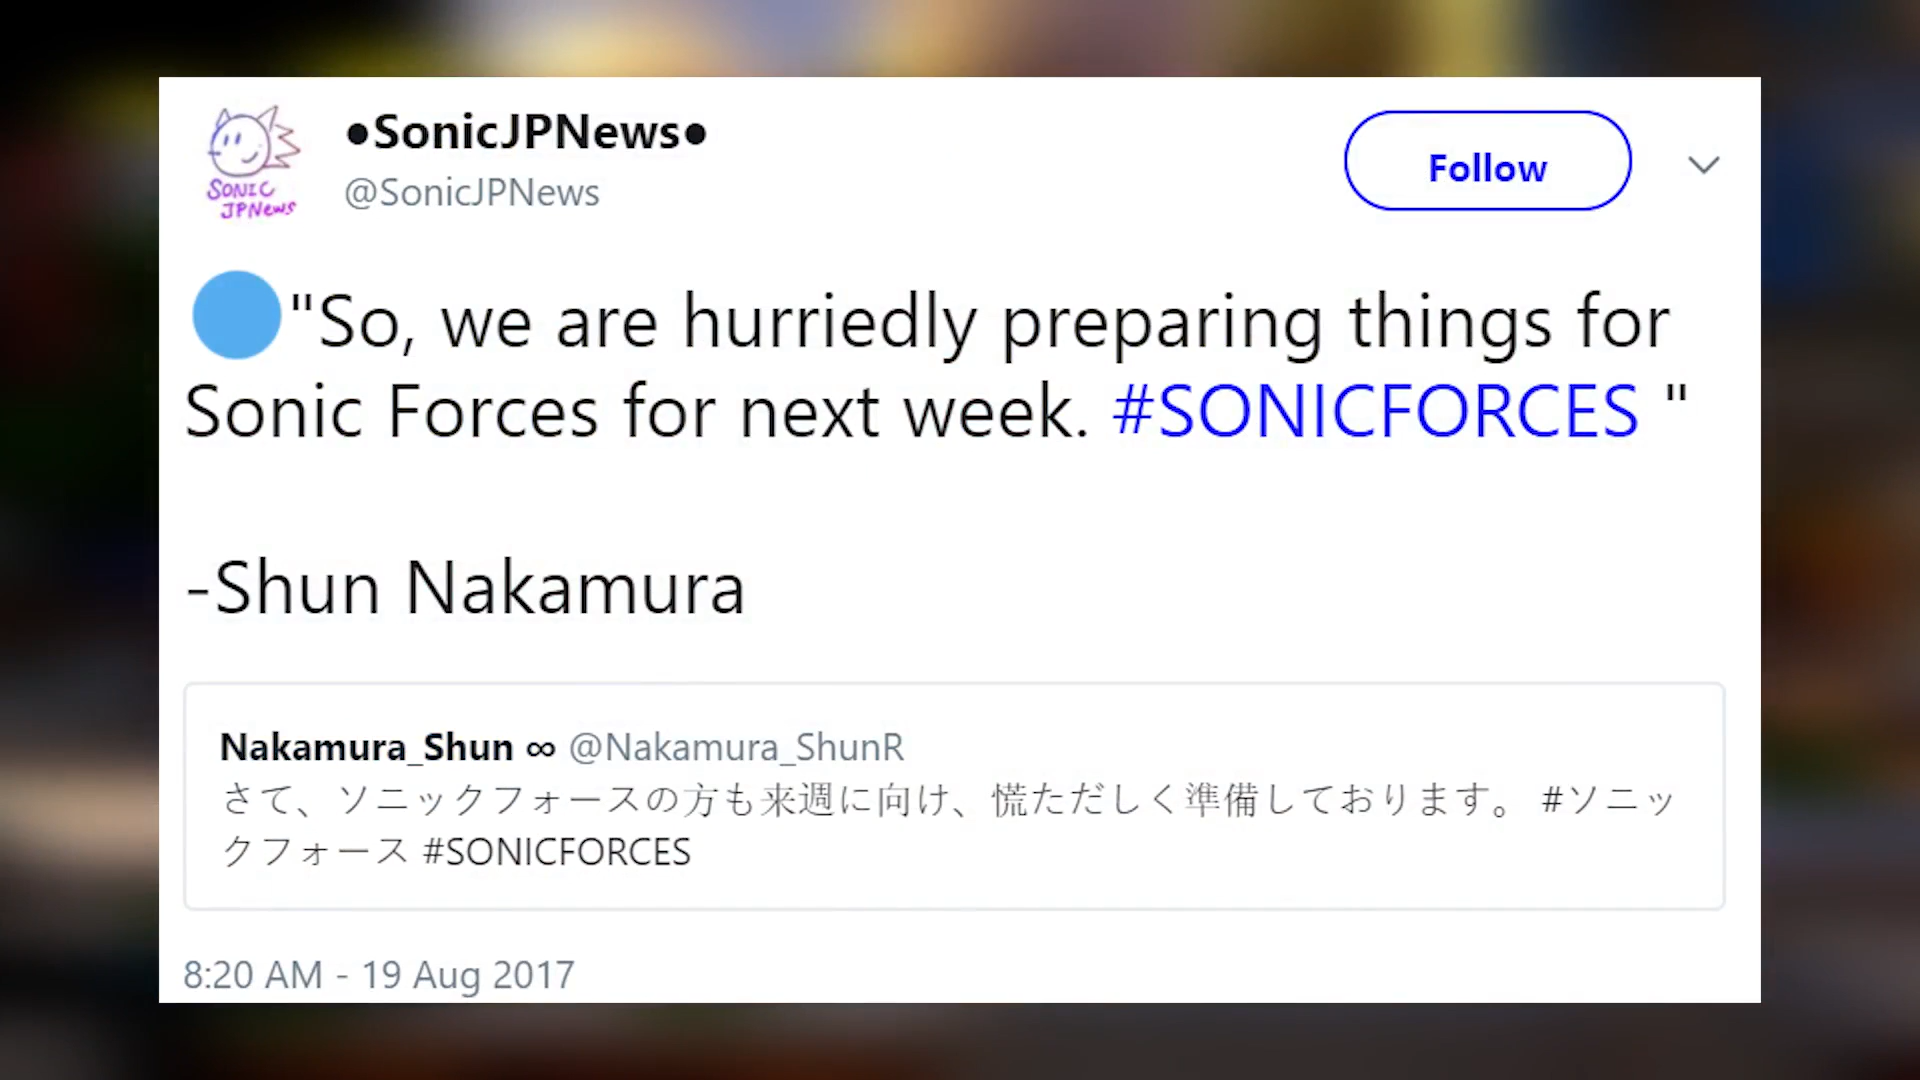 SONIC
JPNews
●SonicJPNews●
@SonicJPNews
Follow
"So, we are hurriedly preparing things for
Sonic Forces for next week. #SONICFORCES "
-Shun Nakamura
Nakamura_Shun ∞ @Nakamura_ShunR
さて、ソニックフォースの方も来週に向け、慌ただしく準備しております。 #ソニッ
クフォース #SONICFORCES
8:20 AM - 19 Aug 2017